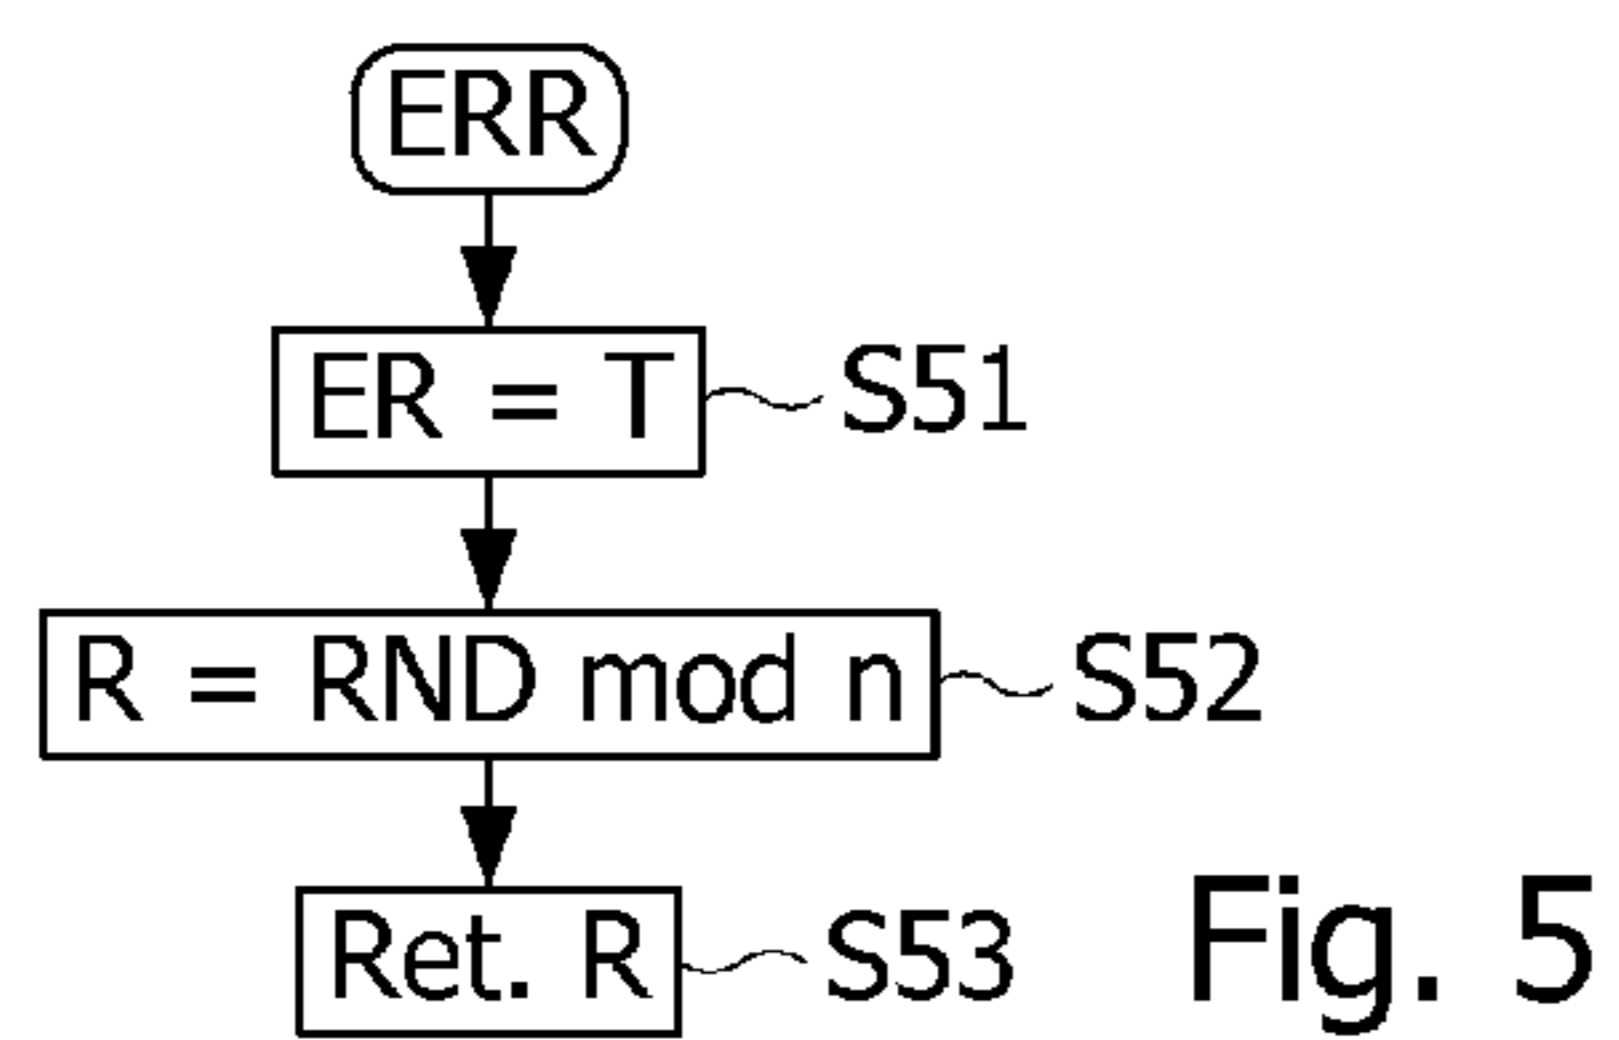 ERR
ER = T
S51
R = RND mod n
S52
Ret. R
S53
Fig. 5